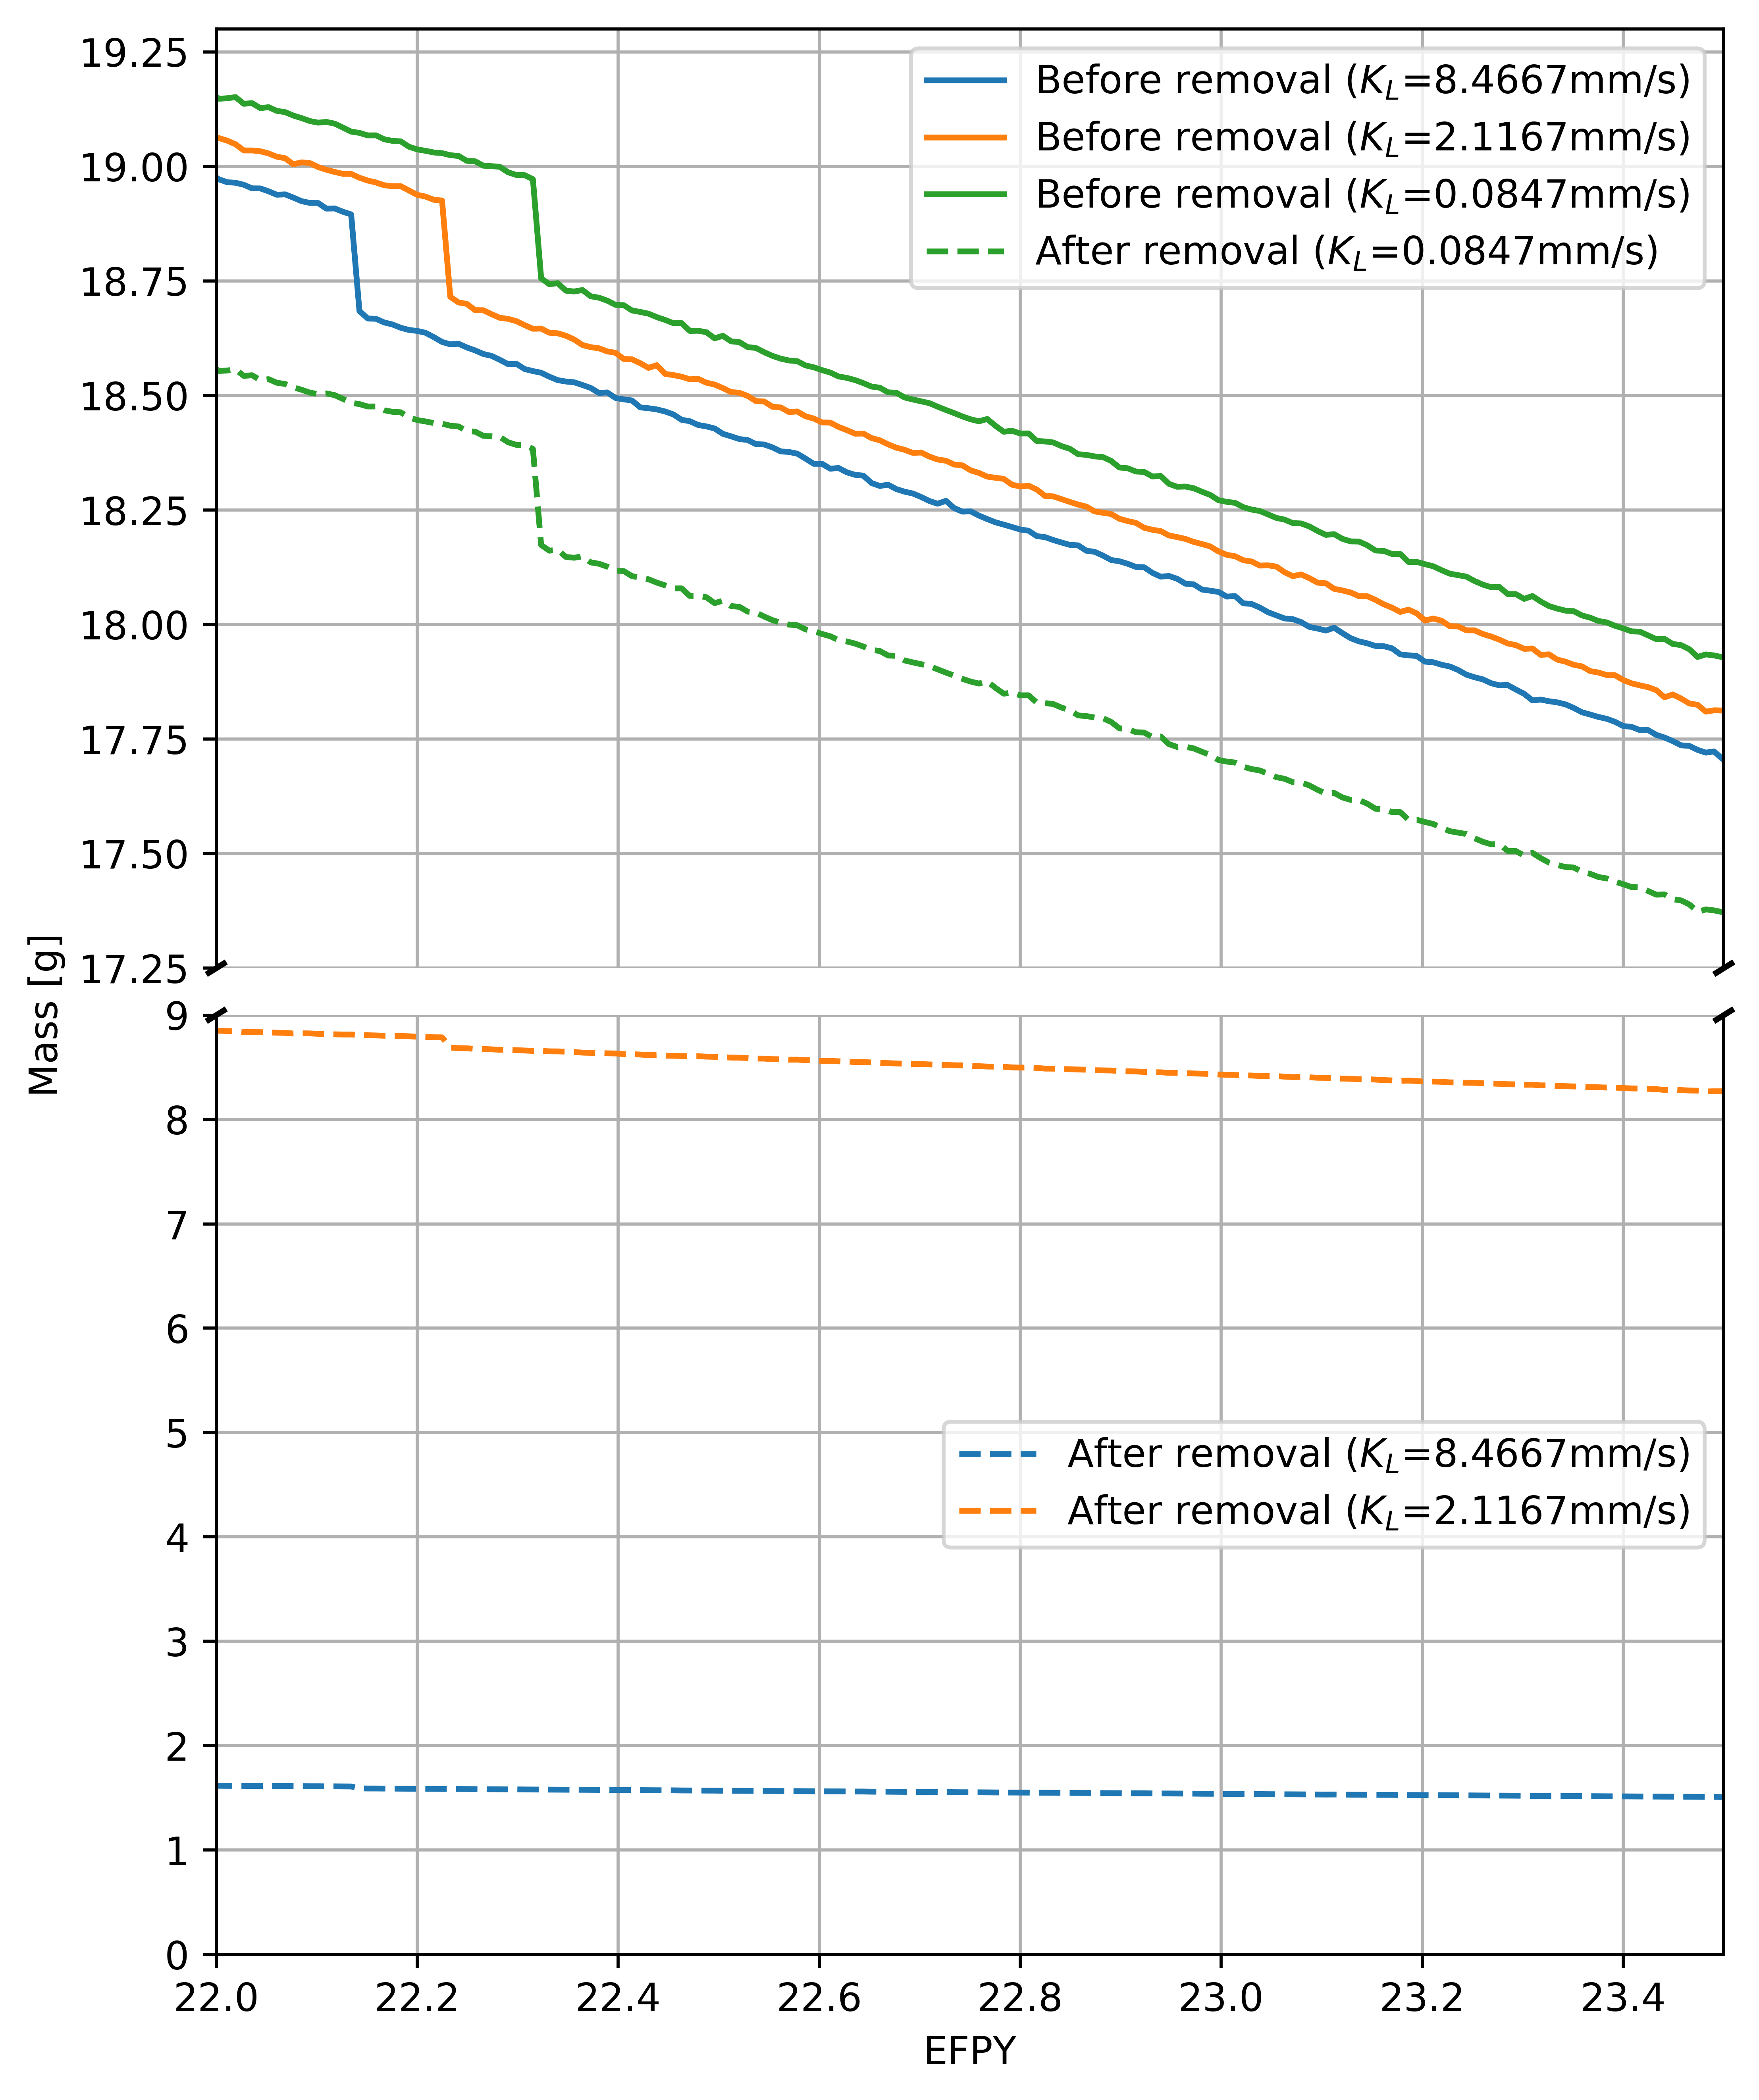 19.25
19.00
18.75
18.50
18.25
18.00
17.75
17.50
17.25
Before removal (K_L=8.4667mm/s)
Before removal (K_L=2.1167mm/s)
Before removal (K_L=0.0847mm/s)
After removal (K_L=0.0847mm/s)
Mass [g]
9
8
7
6
5
4
3
2
1
0
After removal (K_L=8.4667mm/s)
After removal (K_L=2.1167mm/s)
22.0 22.2 22.4 22.6 22.8 23.0 23.2 23.4
EFPY